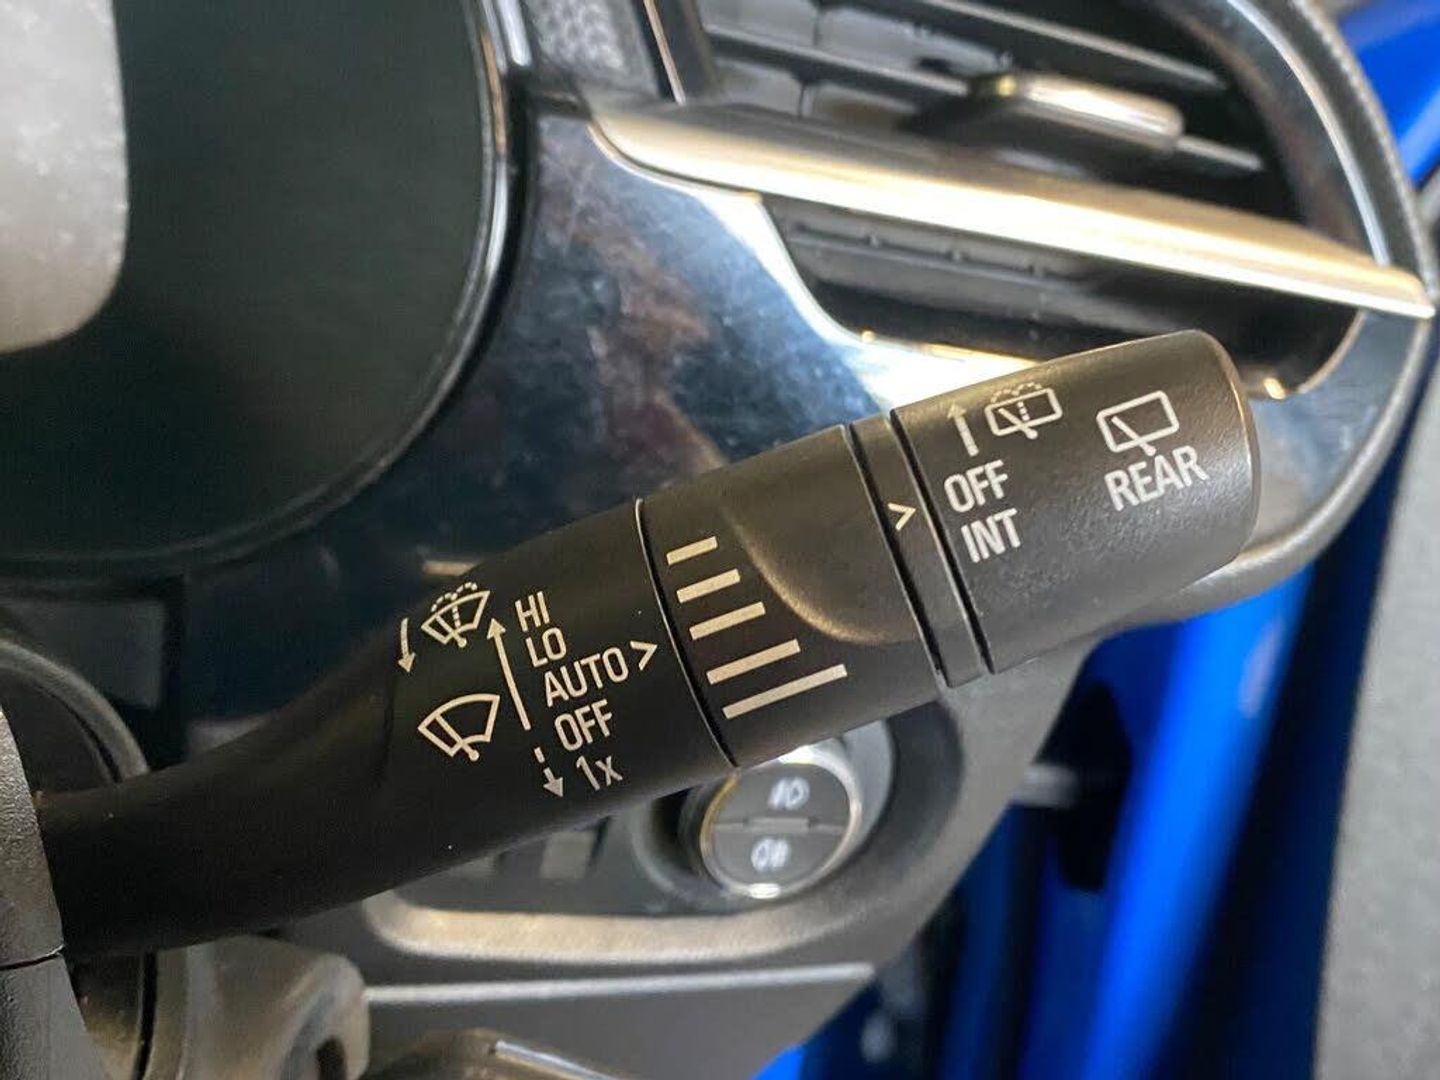 HI
LO
AUTO >
OFF
1x
>
OFF
INT
REAR